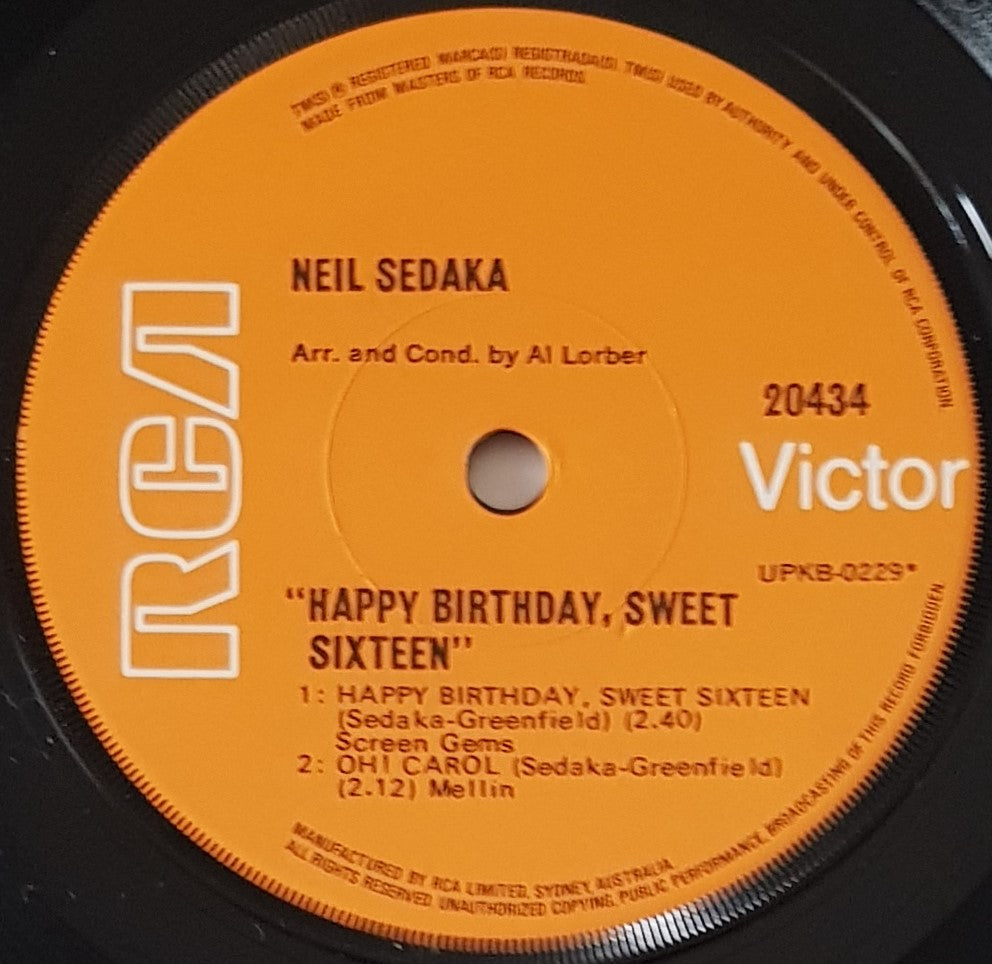 TM(S) ® REGISTERED MARCA(S) REGISTRADA(S) TM(S) USED BY AUTHORITY AND UNDER CONTROL OF RCA CORPORATION
MADE FROM MASTERS OF RCA RECORDS
NEIL SEDAKA
Arr. and Cond. by Al Lorber
20434
RCA
Victor
UPKB-0229*
"HAPPY BIRTHDAY, SWEET
SIXTEEN"
1: HAPPY BIRTHDAY, SWEET SIXTEEN
(Sedaka-Greenfield) (2.40)
Screen Gems
2: OH! CAROL (Sedaka-Greenfield)
(2.12) Mellin
MANUFACTURED BY RCA LIMITED, SYDNEY, AUSTRALIA
ALL RIGHTS RESERVED UNAUTHORIZED COPYING, PUBLIC PERFORMANCE, BROADCASTING OF THIS RECORD FORBIDDEN